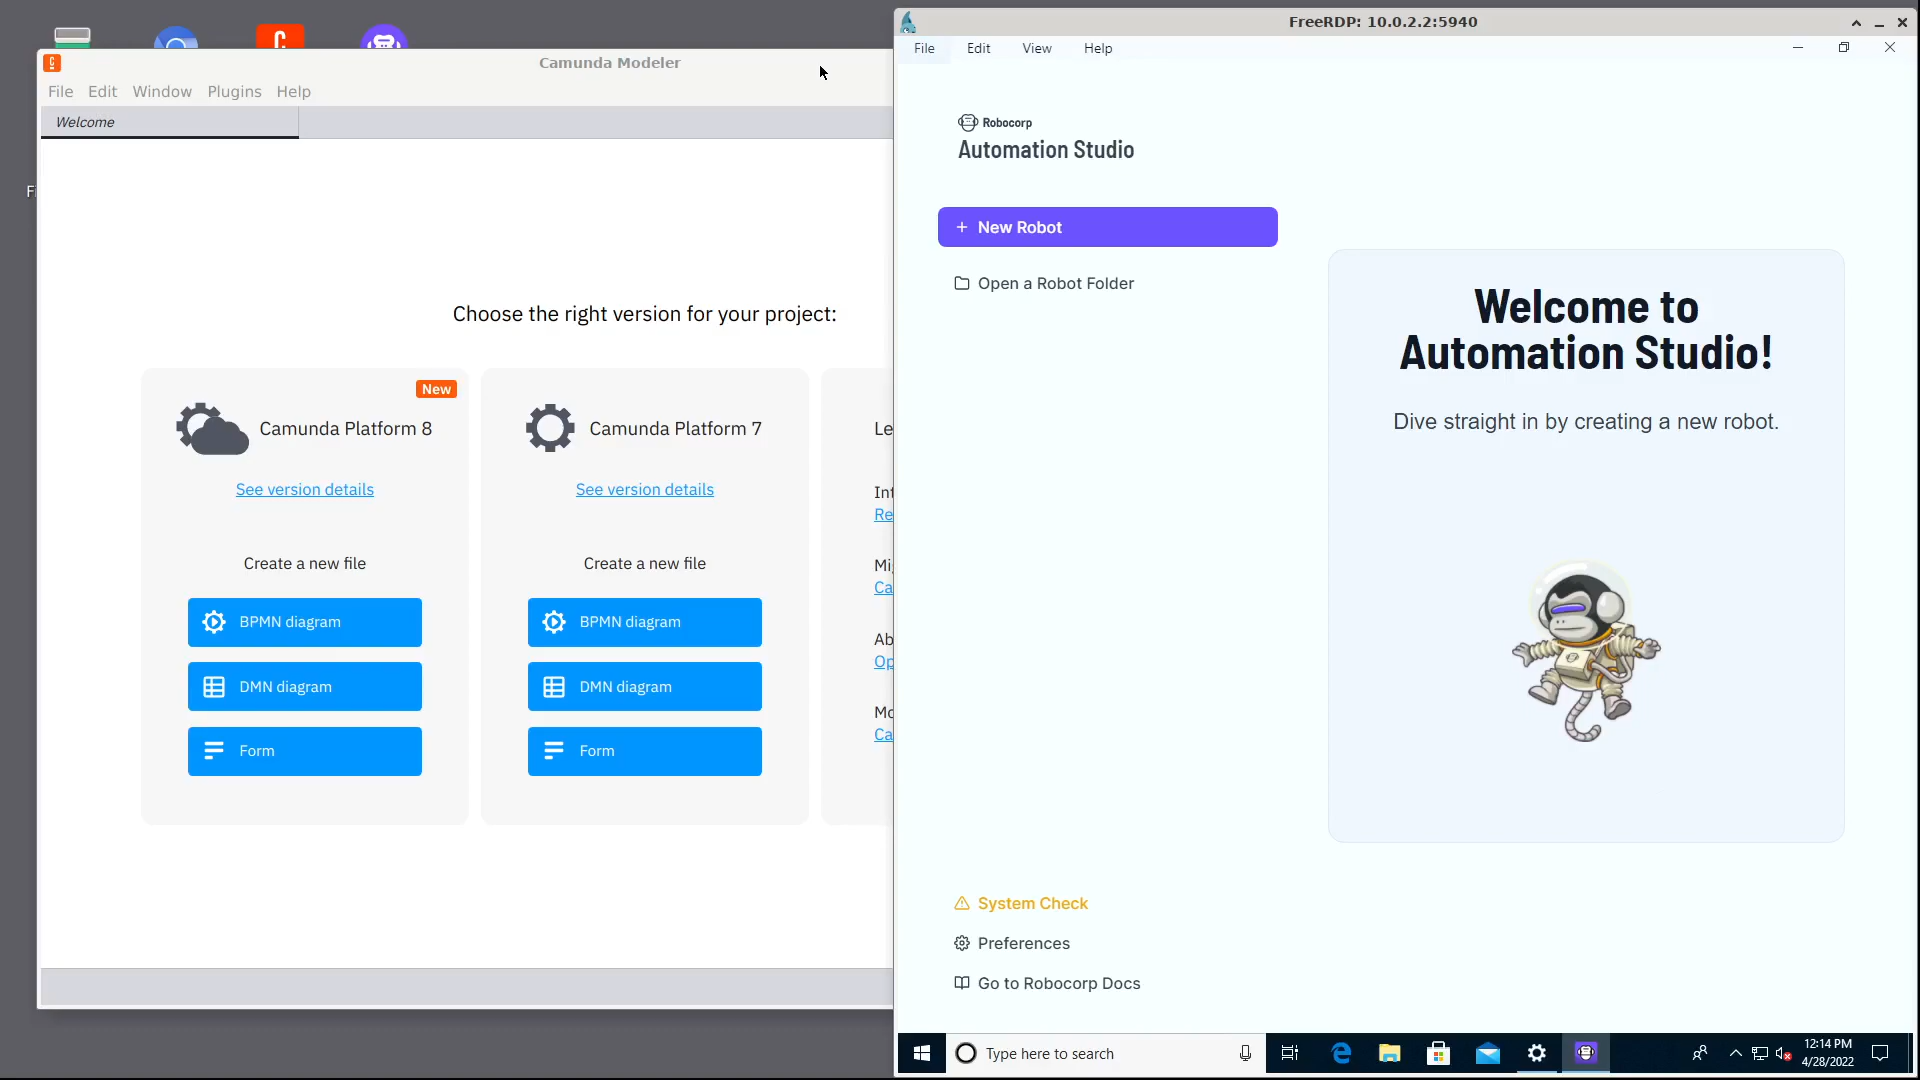 Camunda Modeler
File Edit Window Plugins Help
Welcome
Choose the right version for your project:
New
Camunda Platform 8
See version details
Create a new file
BPMN diagram
DMN diagram
Form
Camunda Platform 7
See version details
Create a new file
BPMN diagram
DMN diagram
Form
FreeRDP: 10.0.2.2:5940
File Edit View Help
Robocorp
Automation Studio
+ New Robot
Open a Robot Folder
Welcome to
Automation Studio!
Dive straight in by creating a new robot.
System Check
Preferences
Go to Robocorp Docs
Type here to search
12:14 PM
4/28/2022